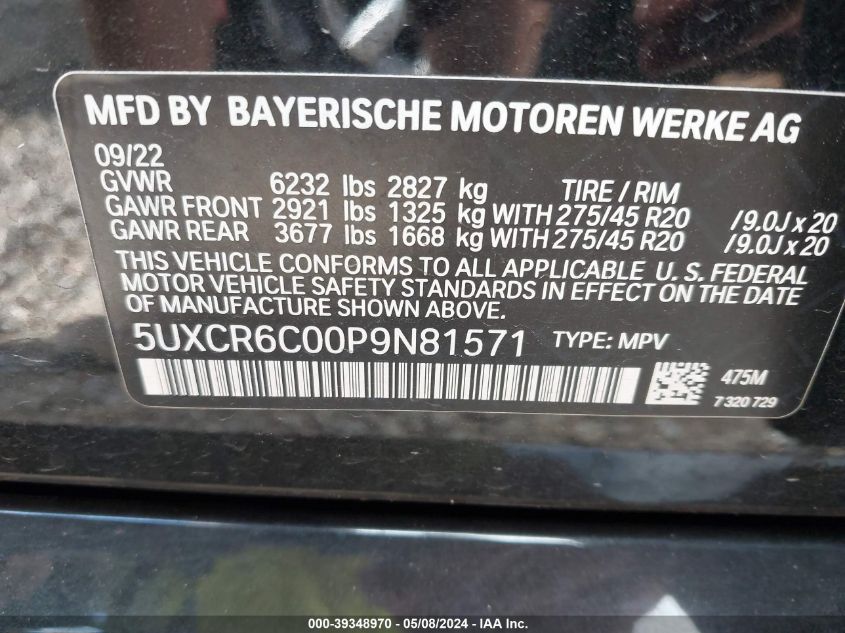 MFD BY BAYERISCHE MOTOREN WERKE AG
09/22
GVWR 6232 lbs 2827 kg TIRE / RIM
GAWR FRONT 2921 lbs 1325 kg WITH 275/45 R20 /9.0J x 20
GAWR REAR 3677 lbs 1668 kg WITH 275/45 R20 /9.0J x 20
THIS VEHICLE CONFORMS TO ALL APPLICABLE U. S. FEDERAL
MOTOR VEHICLE SAFETY STANDARDS IN EFFECT ON THE DATE
OF MANUFACTURE SHOWN ABOVE.
5UXCR6C00P9N81571 TYPE: MPV
475M
7 320 729
000-39348970 - 05/08/2024 - IAA Inc.